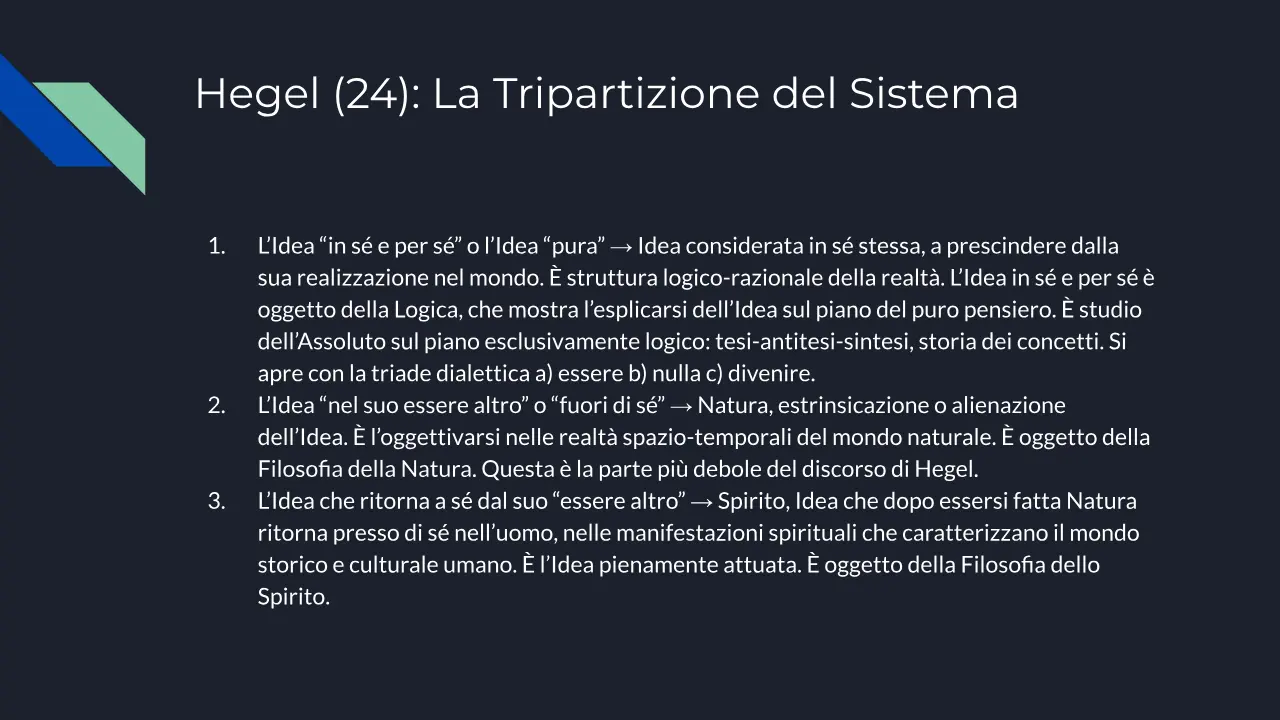 Hegel (24): La Tripartizione del Sistema
1. L’Idea “in sé e per sé” o l’Idea “pura” → Idea considerata in sé stessa, a prescindere dalla
sua realizzazione nel mondo. È struttura logico-razionale della realtà. L’Idea in sé e per sé è
oggetto della Logica, che mostra l’esplicarsi dell’Idea sul piano del puro pensiero. È studio
dell’Assoluto sul piano esclusivamente logico: tesi-antitesi-sintesi, storia dei concetti. Si
apre con la triade dialettica a) essere b) nulla c) divenire.
2. L’Idea “nel suo essere altro” o “fuori di sé” → Natura, estrinsicazione o alienazione
dell’Idea. È l’oggettivarsi nelle realtà spazio-temporali del mondo naturale. È oggetto della
Filosofia della Natura. Questa è la parte più debole del discorso di Hegel.
3. L’Idea che ritorna a sé dal suo “essere altro” → Spirito, Idea che dopo essersi fatta Natura
ritorna presso di sé nell’uomo, nelle manifestazioni spirituali che caratterizzano il mondo
storico e culturale umano. È l’Idea pienamente attuata. È oggetto della Filosofia dello
Spirito.